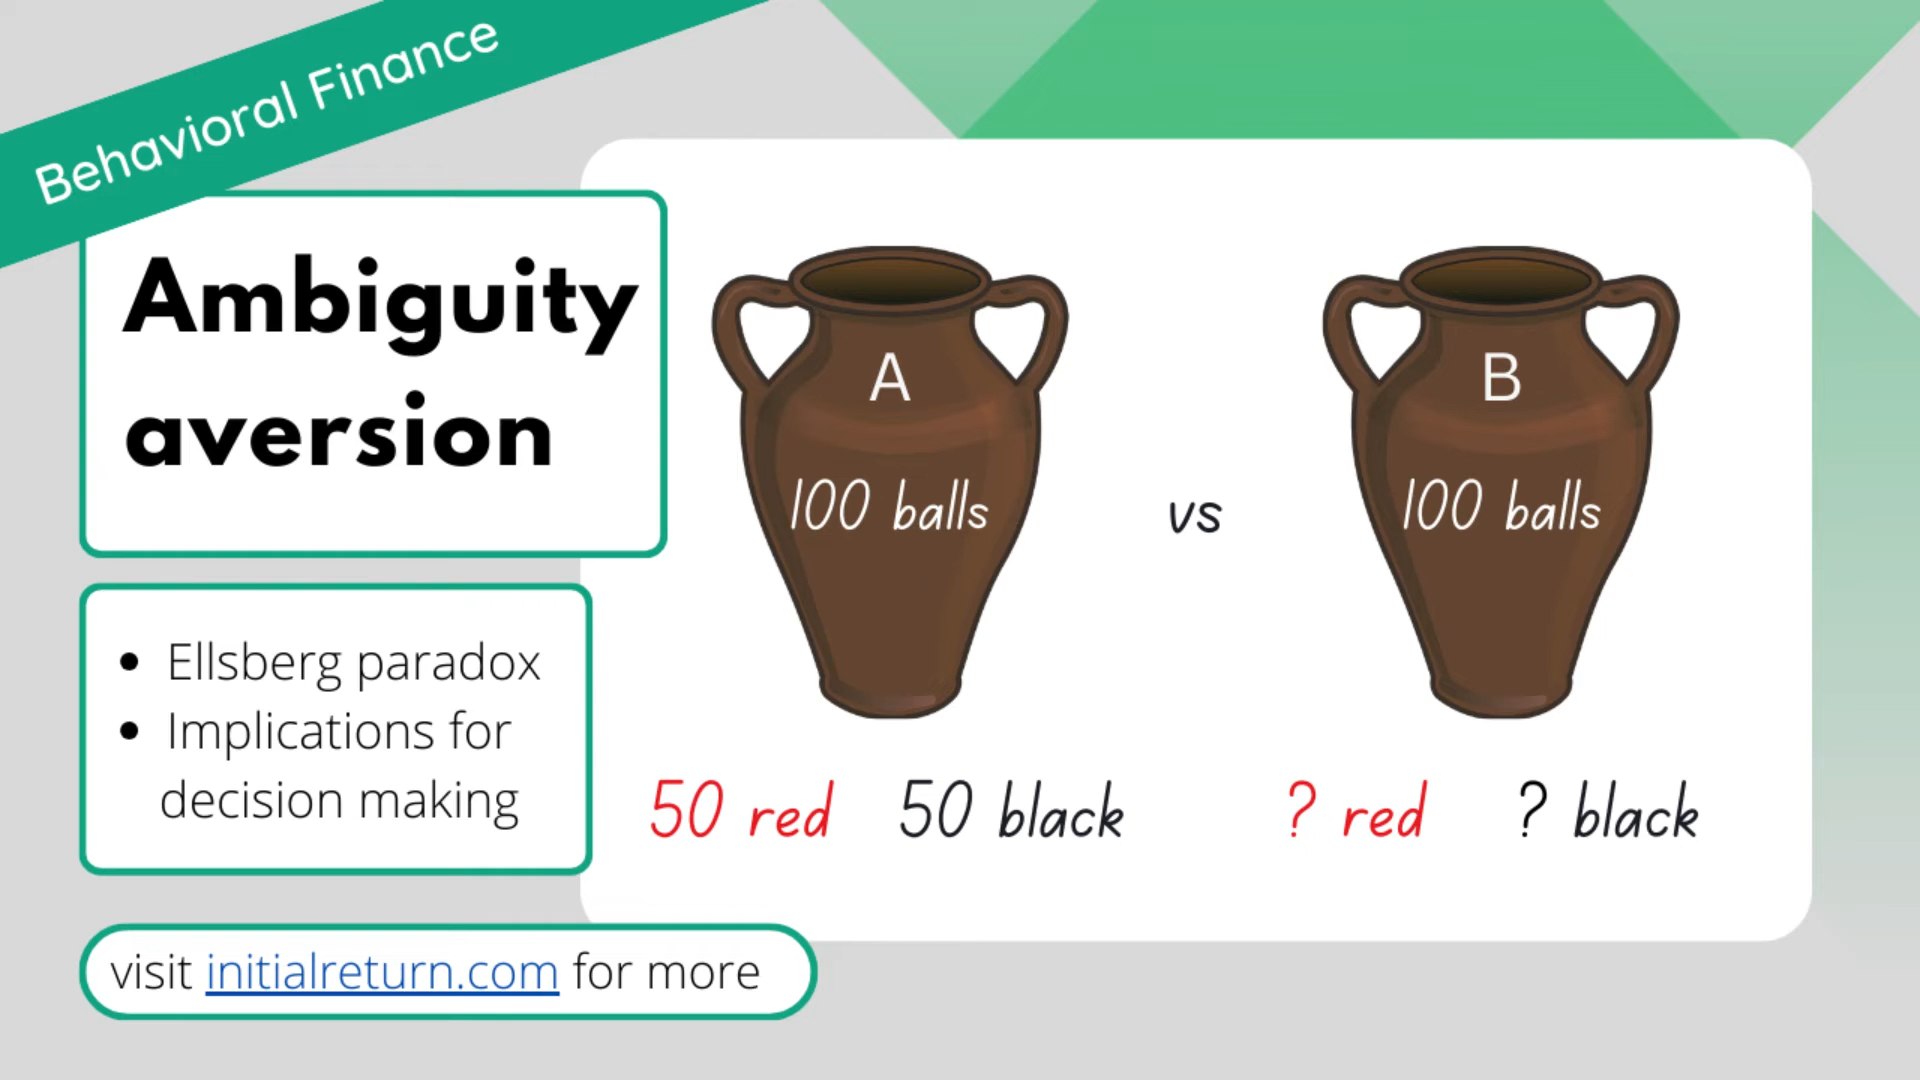 Behavioral Finance
Ambiguity
aversion
• Ellsberg paradox
• Implications for
decision making
visit initialreturn.com for more
A
100 balls
vs
B
100 balls
50 red 50 black
? red ? black